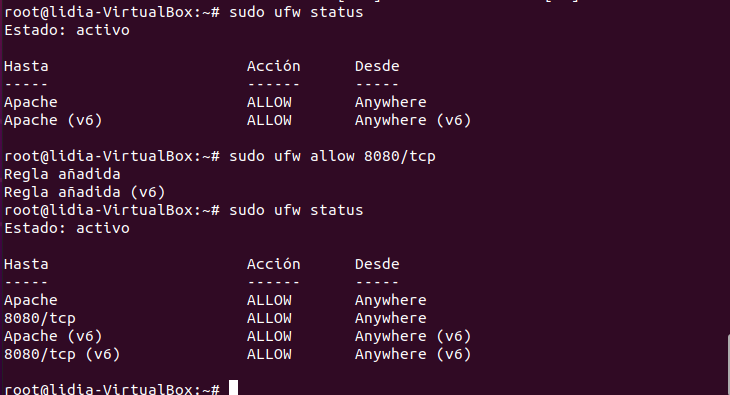 root@lidia-VirtualBox:~# sudo ufw status
Estado: activo
Hasta                      Acción      Desde
-----                      ------      -----
Apache                     ALLOW       Anywhere
Apache (v6)                ALLOW       Anywhere (v6)
root@lidia-VirtualBox:~# sudo ufw allow 8080/tcp
Regla añadida
Regla añadida (v6)
root@lidia-VirtualBox:~# sudo ufw status
Estado: activo
Hasta                      Acción      Desde
-----                      ------      -----
Apache                     ALLOW       Anywhere
8080/tcp                   ALLOW       Anywhere
Apache (v6)                ALLOW       Anywhere (v6)
8080/tcp (v6)              ALLOW       Anywhere (v6)
root@lidia-VirtualBox:~#